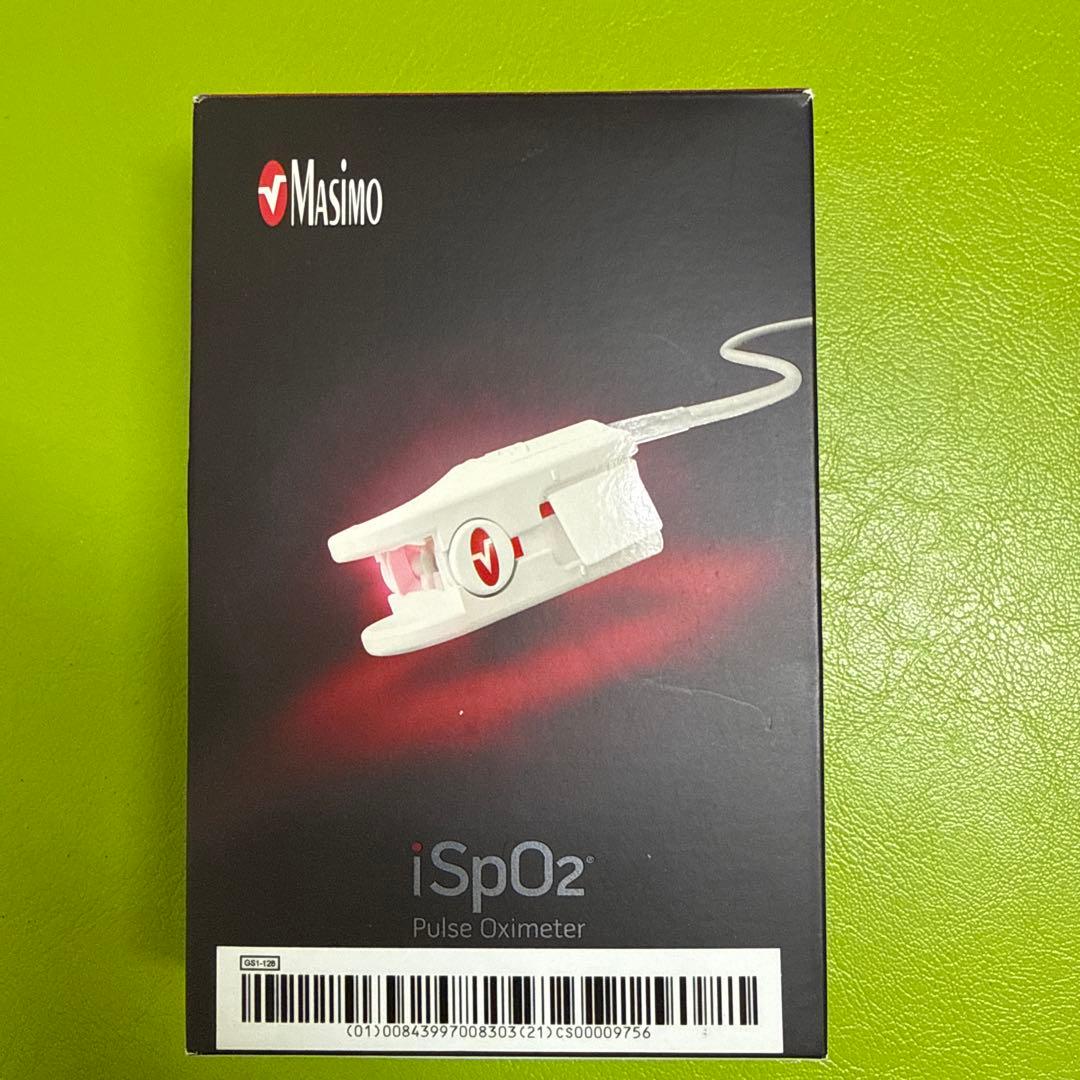 MASiMO
iSpO2®
Pulse Oximeter
GS1-128
(01)00843997008303(21)CS00009756